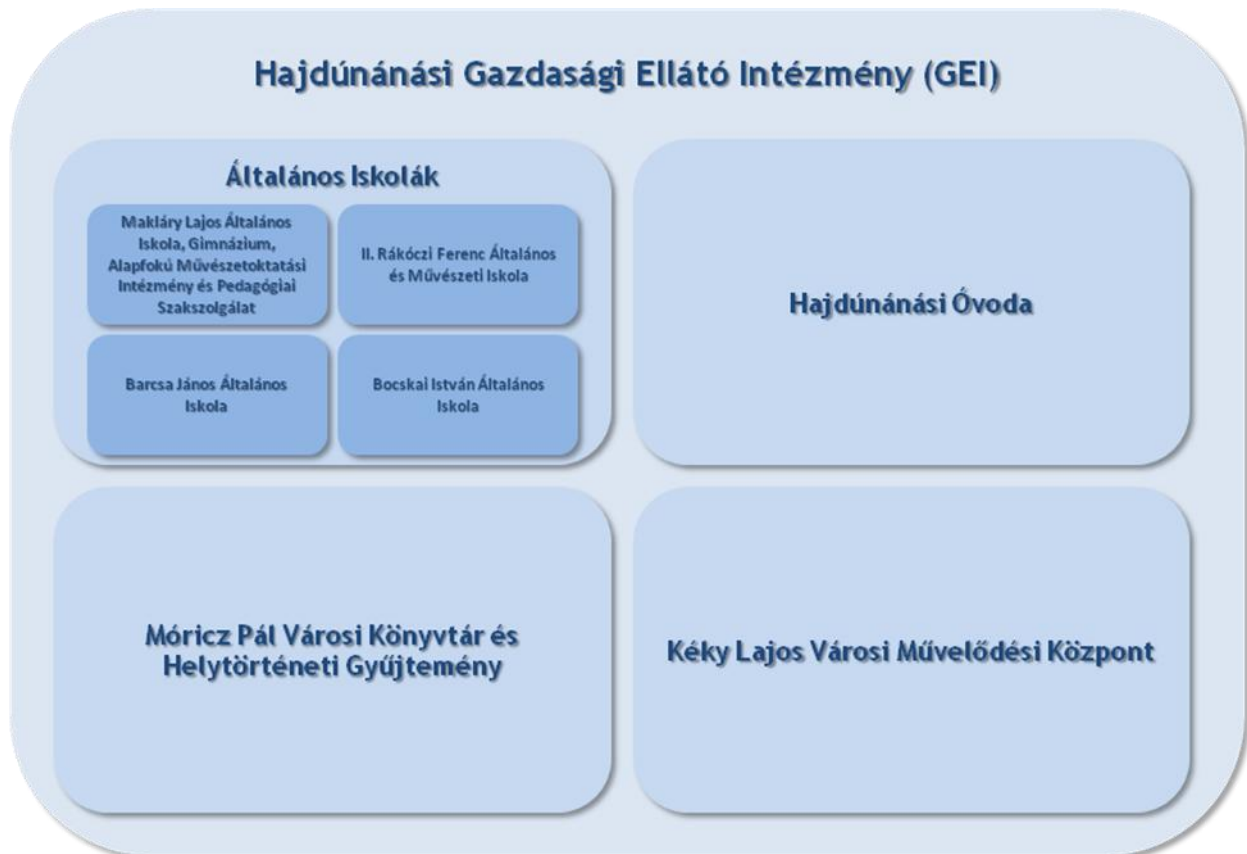 Hajdúnánási Gazdasági Ellátó Intézmény (GEI)
Általános Iskolák
Makláry Lajos Általános
Iskola, Gimnázium,
Alapfokú Művészetoktatási
Intézmény és Pedagógiai
Szakszolgálat
II. Rákóczi Ferenc Általános
és Művészeti Iskola
Barcsa János Általános
Iskola
Bocskai István Általános
Iskola
Hajdúnánási Óvoda
Móricz Pál Városi Könyvtár és
Helytörténeti Gyűjtemény
Kéky Lajos Városi Művelődési Központ